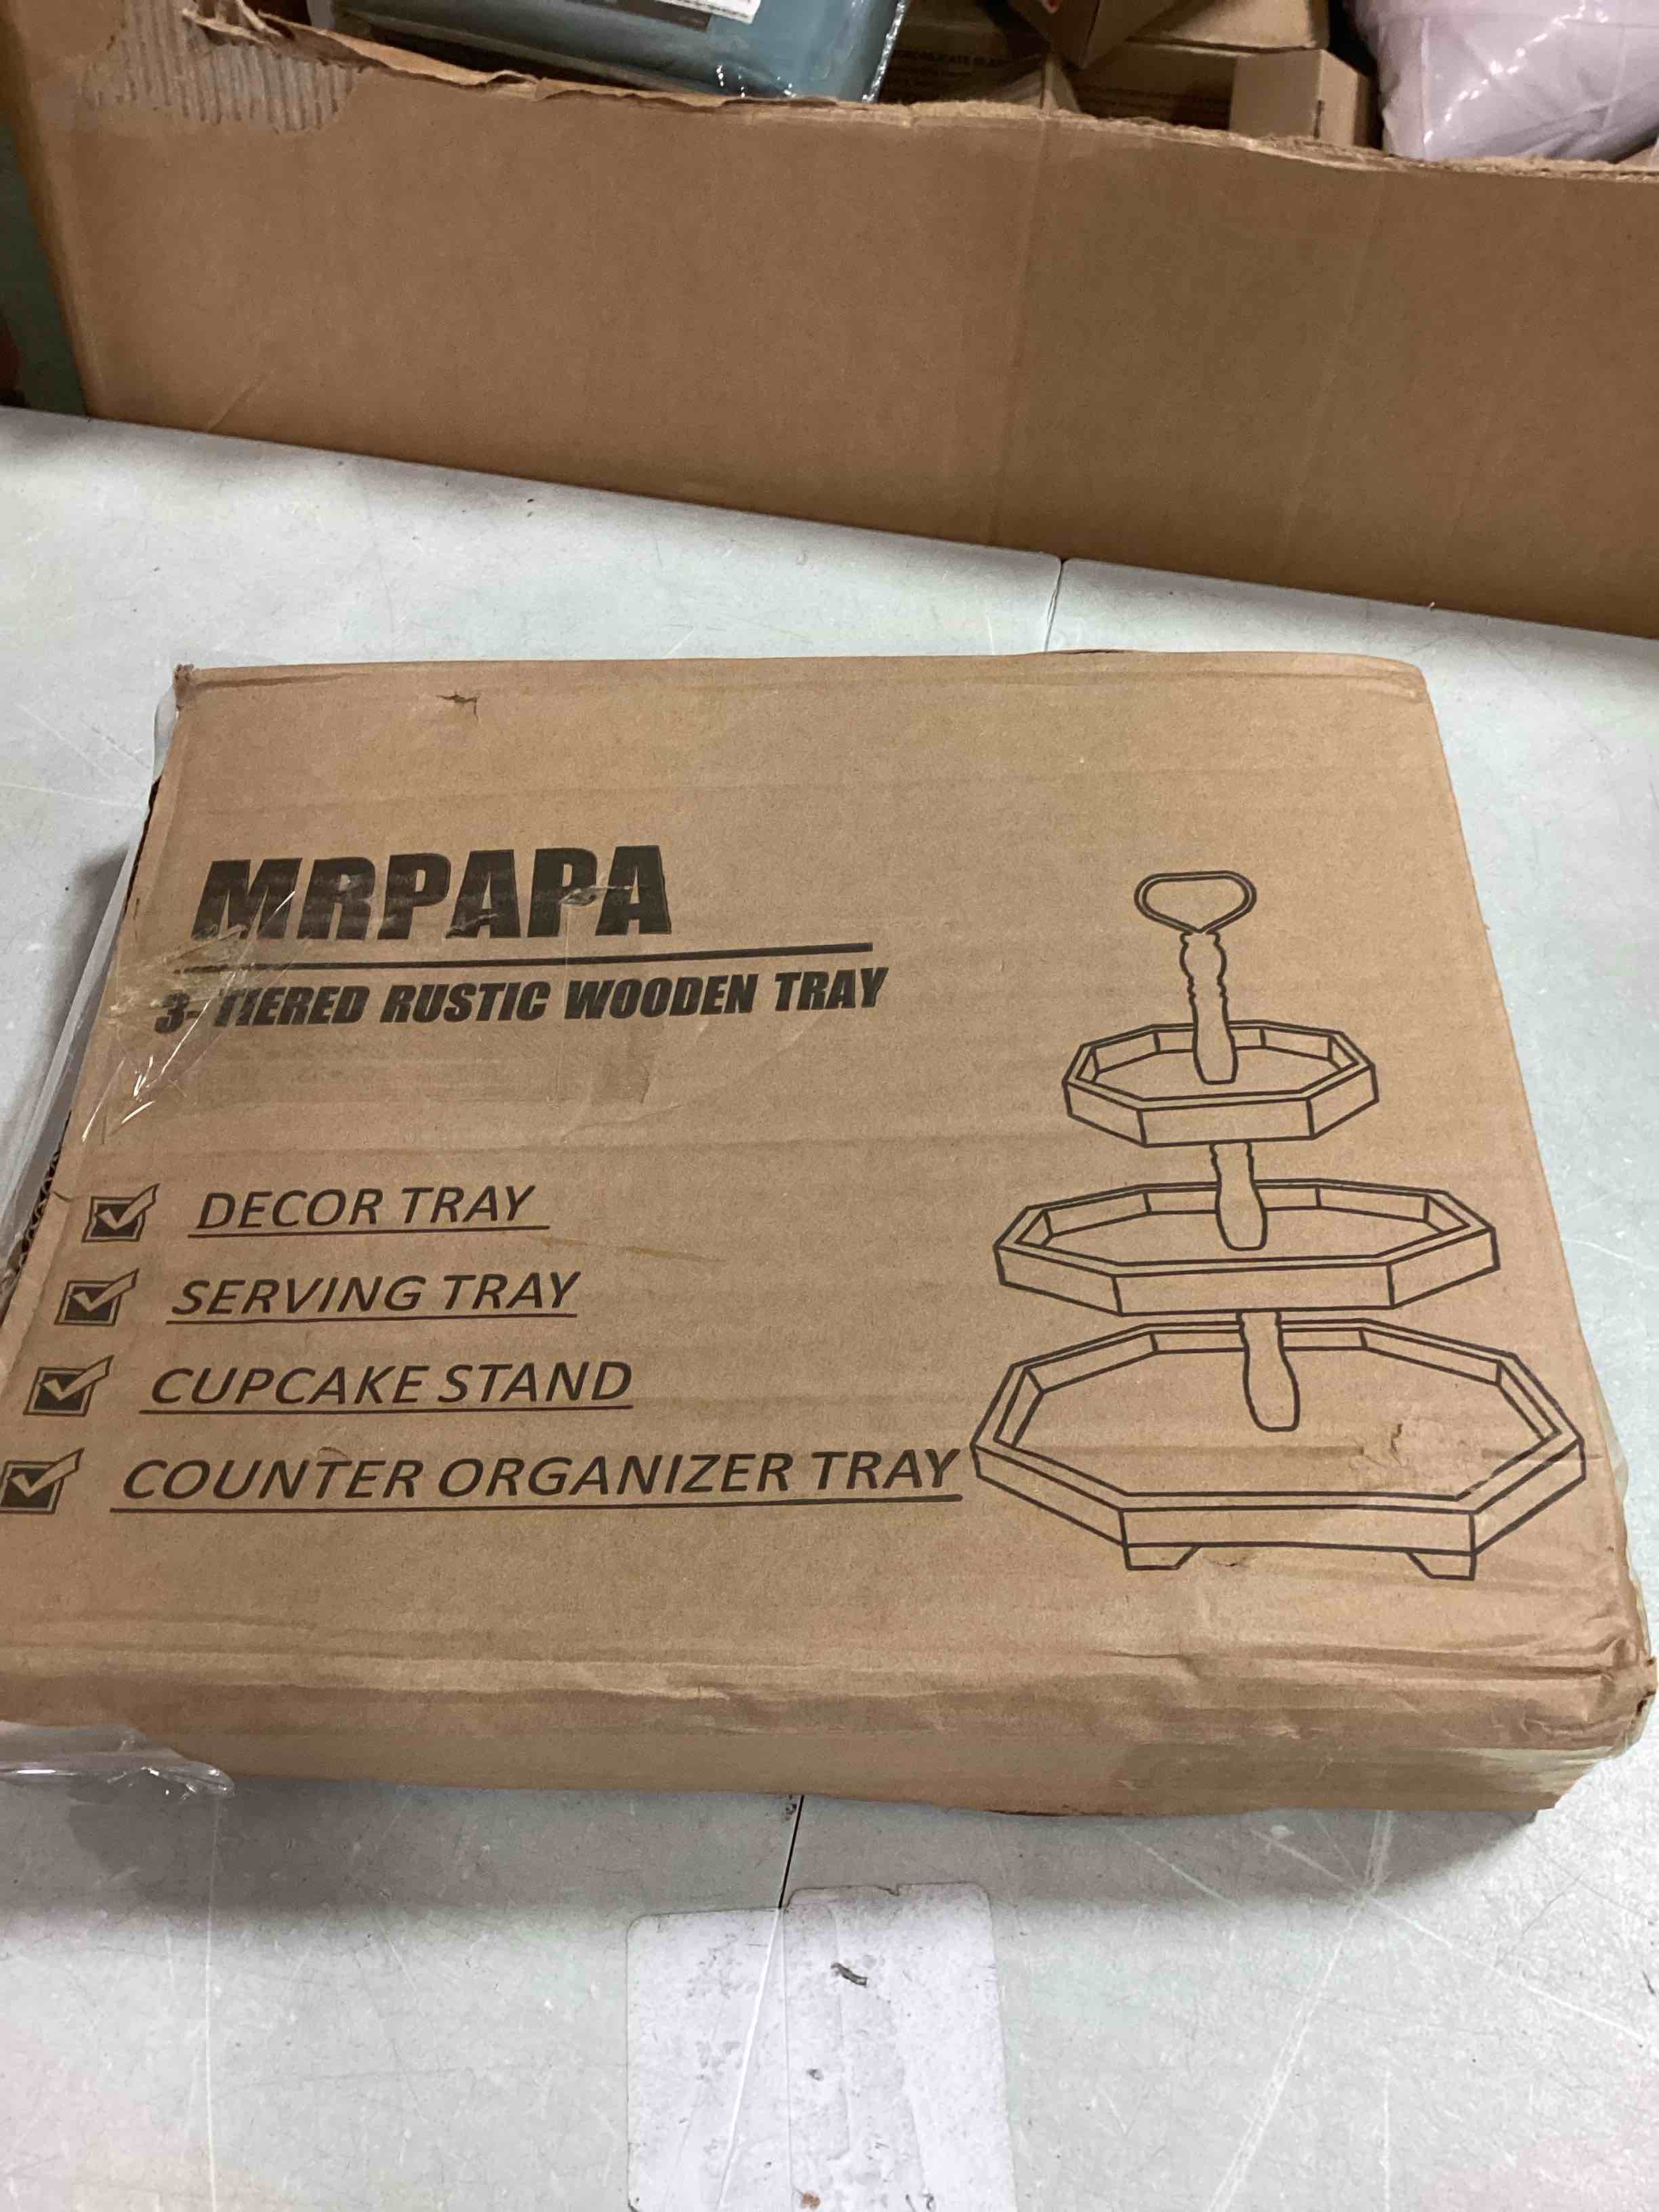 MRPAPA
3-TIERED RUSTIC WOODEN TRAY
DECOR TRAY
SERVING TRAY
CUPCAKE STAND
COUNTER ORGANIZER TRAY